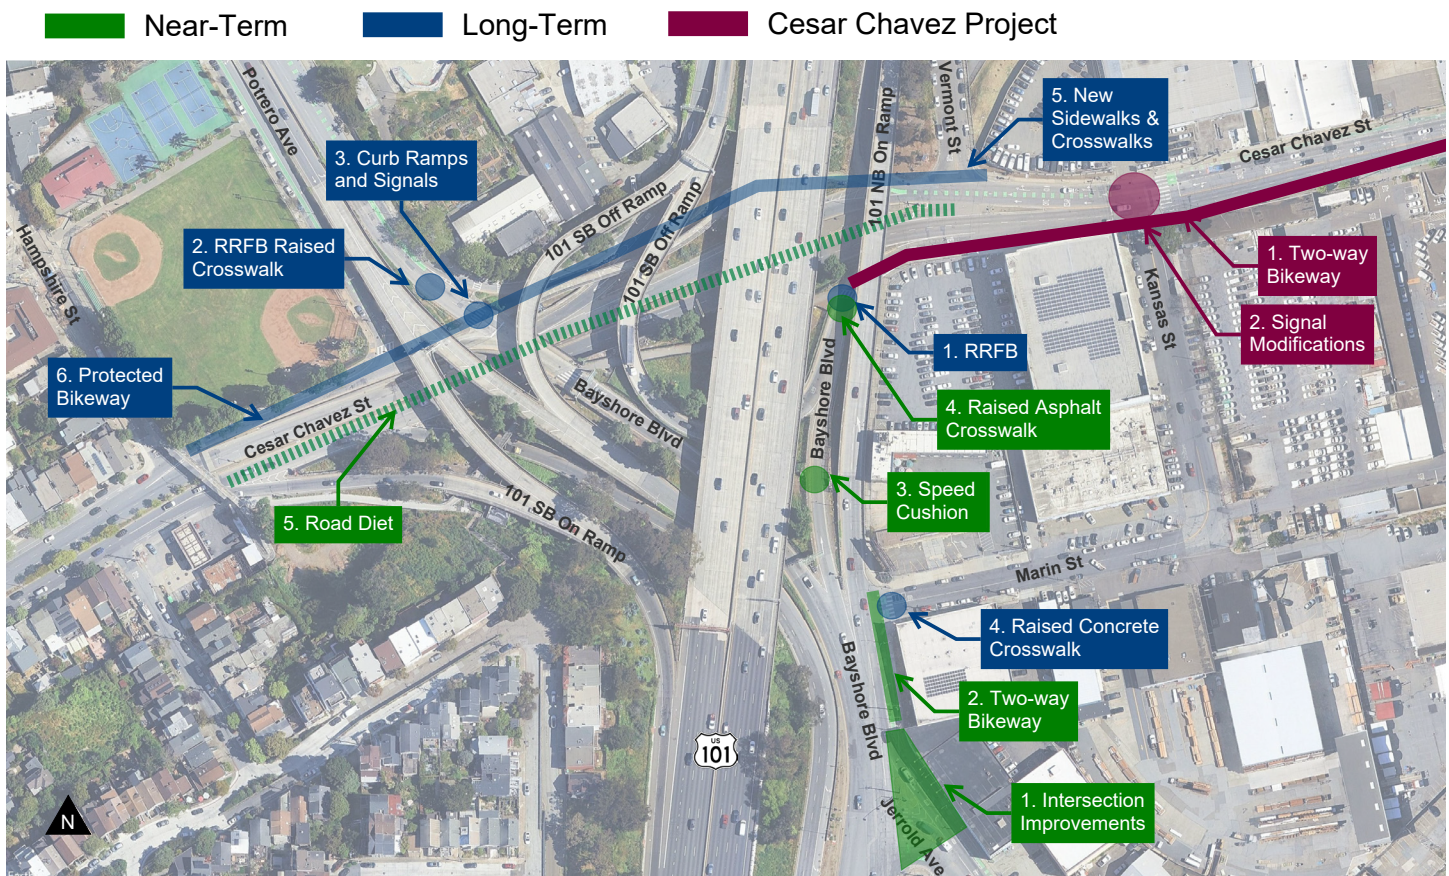 Near-Term
Long-Term
Cesar Chavez Project
Potrero Ave
Vermont St
101 NB On Ramp
5. New
Sidewalks &
Crosswalks
Cesar Chavez St
3. Curb Ramps
and Signals
101 SB Off Ramp
101 SB Off Ramp
Hampshire St
2. RRFB Raised
Crosswalk
1. Two-way
Bikeway
Kansas St
2. Signal
Modifications
1. RRFB
6. Protected
Bikeway
Cesar Chavez St
Bayshore Blvd
Bayshore Blvd
4. Raised Asphalt
Crosswalk
3. Speed
Cushion
5. Road Diet
101 SB On Ramp
Marin St
4. Raised Concrete
Crosswalk
Bayshore Blvd
2. Two-way
Bikeway
US
101
1. Intersection
Improvements
Jerrold Ave
N